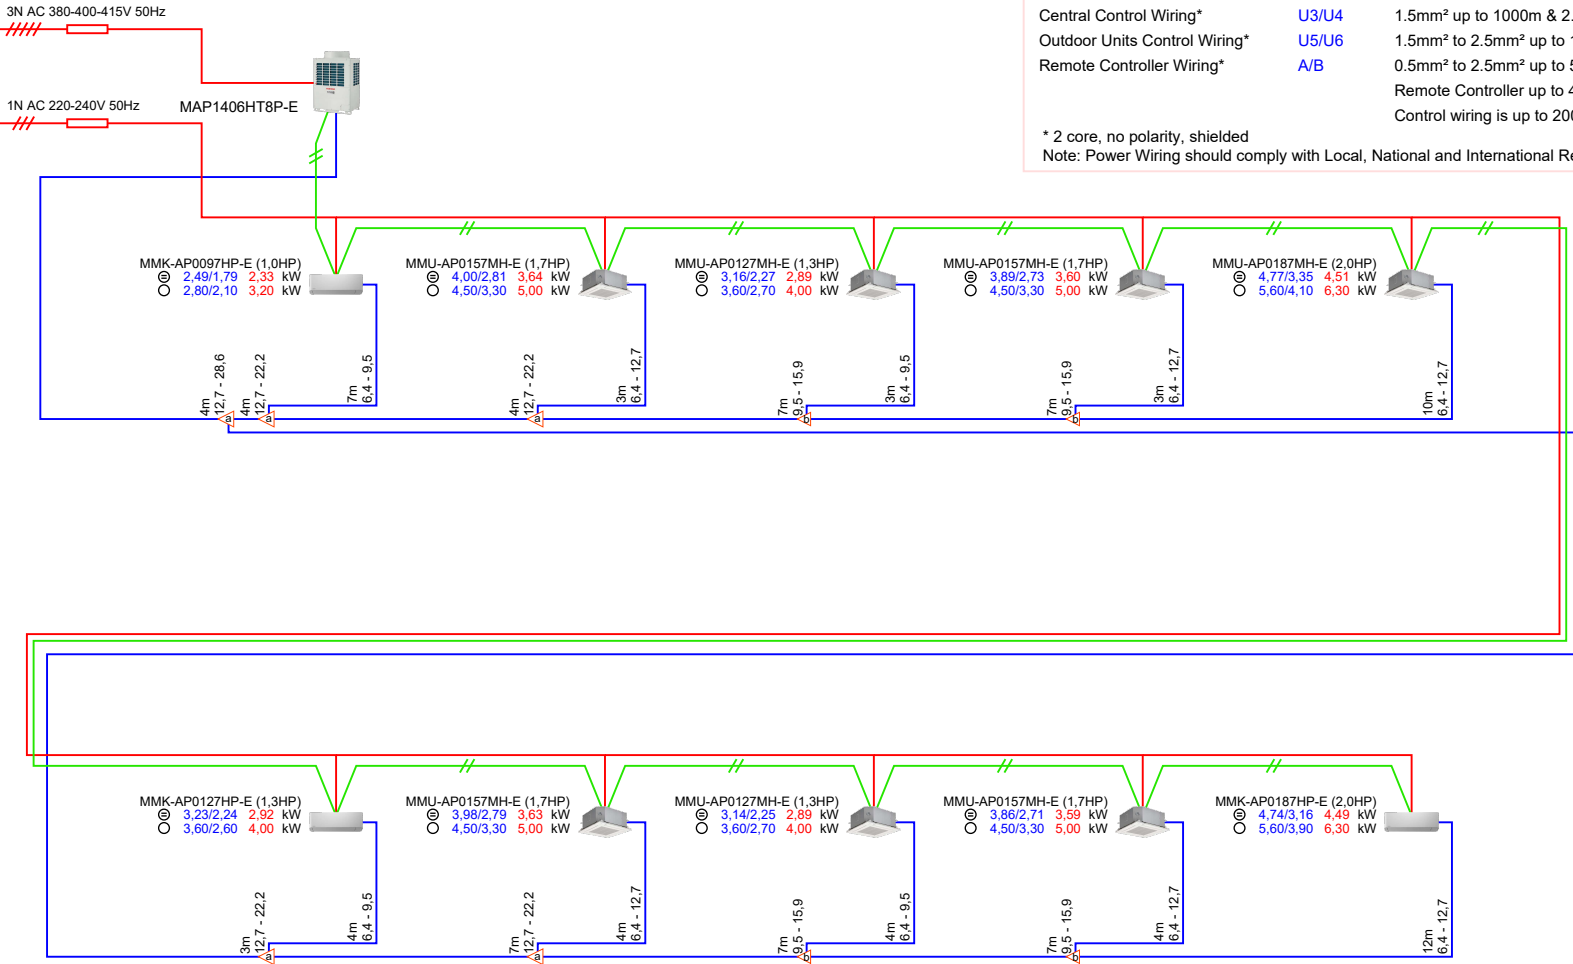 3N AC 380-400-415V 50Hz
MAP1406HT8P-E
1N AC 220-240V 50Hz
Central Control Wiring* U3/U4 1.5mm² up to 1000m & 2.
Outdoor Units Control Wiring* U5/U6 1.5mm² to 2.5mm² up to 1
Remote Controller Wiring* A/B 0.5mm² to 2.5mm² up to 5
Remote Controller up to 4
Control wiring is up to 200
* 2 core, no polarity, shielded
Note: Power Wiring should comply with Local, National and International Re
MMK-AP0097HP-E (1,0HP)
2,49/1,79 2,33 kW
2,80/2,10 3,20 kW
MMU-AP0157MH-E (1,7HP)
4,00/2,81 3,64 kW
4,50/3,30 5,00 kW
MMU-AP0127MH-E (1,3HP)
3,16/2,27 2,89 kW
3,60/2,70 4,00 kW
MMU-AP0157MH-E (1,7HP)
3,89/2,73 3,60 kW
4,50/3,30 5,00 kW
MMU-AP0187MH-E (2,0HP)
4,77/3,35 4,51 kW
5,60/4,10 6,30 kW
4m
12,7 - 28,6
4m
12,7 - 22,2
7m
6,4 - 9,5
4m
12,7 - 22,2
3m
6,4 - 12,7
7m
9,5 - 15,9
3m
6,4 - 9,5
7m
9,5 - 15,9
3m
6,4 - 12,7
10m
6,4 - 12,7
a
a
a
b
b
MMK-AP0127HP-E (1,3HP)
3,23/2,24 2,92 kW
3,60/2,60 4,00 kW
MMU-AP0157MH-E (1,7HP)
3,98/2,79 3,63 kW
4,50/3,30 5,00 kW
MMU-AP0127MH-E (1,3HP)
3,14/2,25 2,89 kW
3,60/2,70 4,00 kW
MMU-AP0157MH-E (1,7HP)
3,86/2,71 3,59 kW
4,50/3,30 5,00 kW
MMK-AP0187HP-E (2,0HP)
4,74/3,16 4,49 kW
5,60/3,90 6,30 kW
3m
12,7 - 22,2
4m
6,4 - 9,5
7m
12,7 - 22,2
4m
6,4 - 12,7
7m
9,5 - 15,9
4m
6,4 - 9,5
7m
9,5 - 15,9
4m
6,4 - 12,7
12m
6,4 - 12,7
a
a
b
b